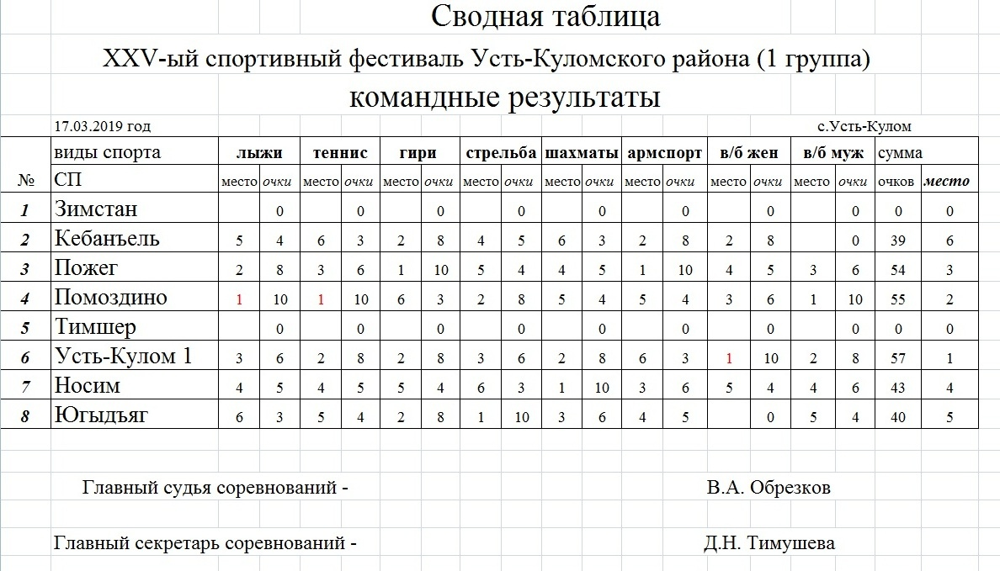 Сводная таблица
XXV-ый спортивный фестиваль Усть-Куломского района (1 группа)
командные результаты
17.03.2019 год с.Усть-Кулом
виды спорта лыжи теннис гири стрельба шахматы армспорт в/б жен в/б муж сумма
№ СП место очки место очки место очки место очки место очки место очки место очки место очки очков место
1 Зимстан 0 0 0 0 0 0 0 0 0 0
2 Кебанъель 5 4 6 3 2 8 4 5 6 3 2 8 2 8 0 39 6
3 Пожег 2 8 3 6 1 10 5 4 4 5 1 10 4 5 3 6 54 3
4 Помоздино 1 10 1 10 6 3 2 8 5 4 5 4 3 6 1 10 55 2
5 Тимшер 0 0 0 0 0 0 0 0 0 0
6 Усть-Кулом 1 3 6 2 8 2 8 3 6 2 8 6 3 1 10 2 8 57 1
7 Носим 4 5 4 5 5 4 6 3 1 10 3 6 5 4 4 6 43 4
8 Югыдъяг 6 3 5 4 2 8 1 10 3 6 4 5 0 5 4 40 5
Главный судья соревнований - В.А. Обрезков
Главный секретарь соревнований - Д.Н. Тимушева